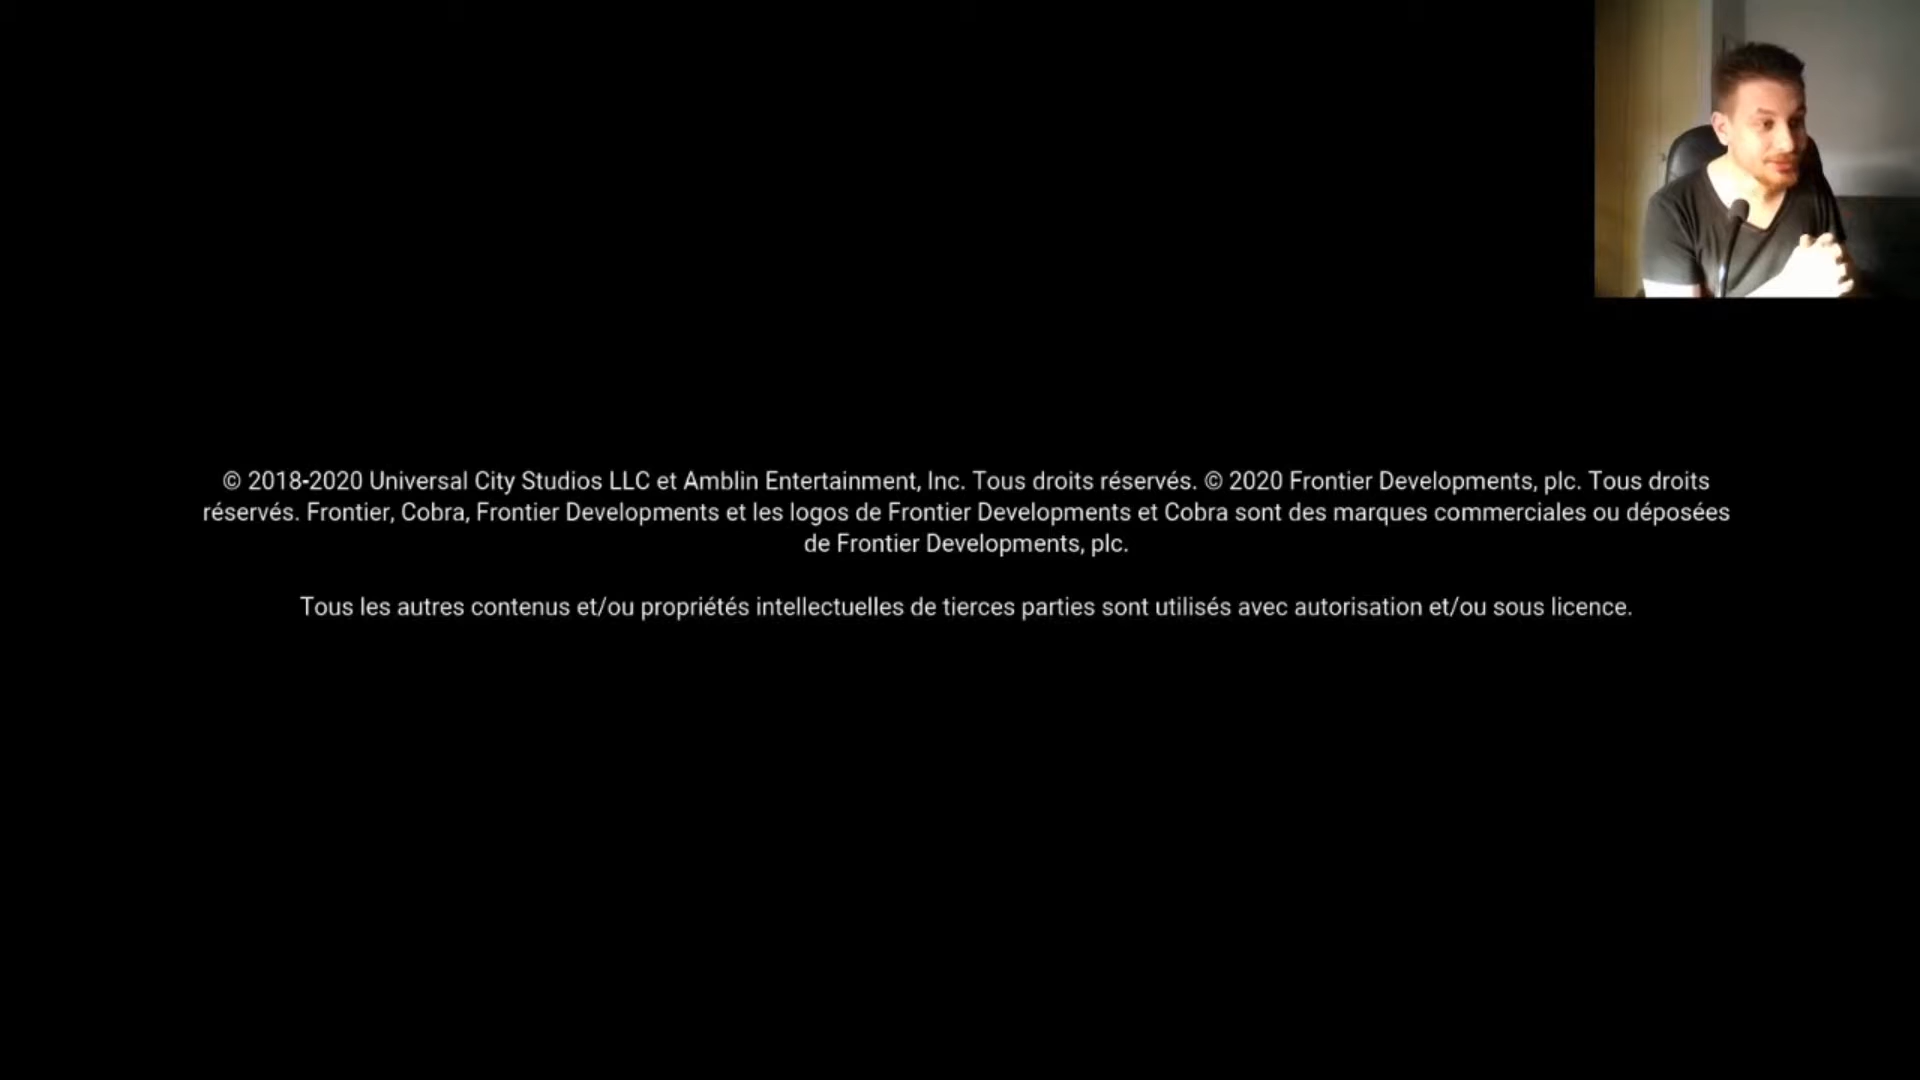 © 2018-2020 Universal City Studios LLC et Amblin Entertainment, Inc. Tous droits réservés. © 2020 Frontier Developments, plc. Tous droits
réservés. Frontier, Cobra, Frontier Developments et les logos de Frontier Developments et Cobra sont des marques commerciales ou déposées
de Frontier Developments, plc.
Tous les autres contenus et/ou propriétés intellectuelles de tierces parties sont utilisés avec autorisation et/ou sous licence.